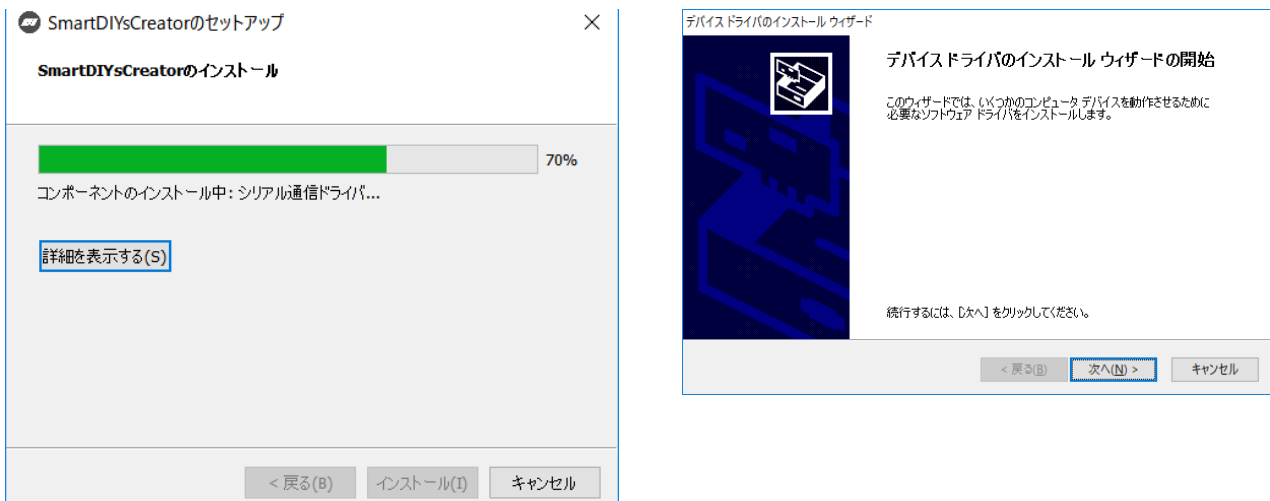 SmartDIYsCreatorのセットアップ
SmartDIYsCreatorのインストール
70%
コンポーネントのインストール中: シリアル通信ドライバ...
詳細を表示する(S)
< 戻る(B)
インストール(I)
キャンセル
デバイス ドライバのインストール ウィザード
デバイス ドライバのインストール ウィザードの開始
このウィザードでは、いくつかのコンピュータ デバイスを動作させるために
必要なソフトウェア ドライバをインストールします。
続行するには、[次へ] をクリックしてください。
< 戻る(B)
次へ(N) >
キャンセル